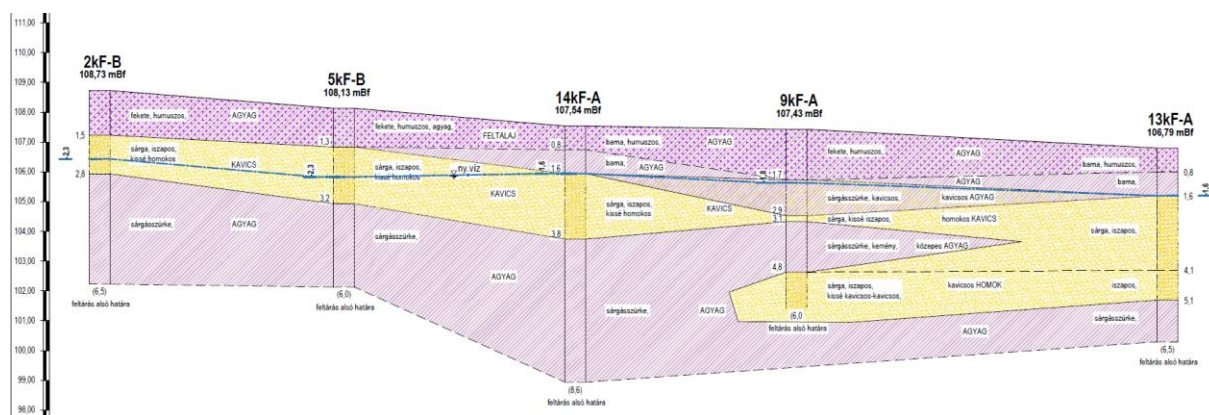 111,00
110,00
109,00
108,00
107,00
106,00
105,00
104,00
103,00
102,00
101,00
100,00
99,00
98,00
2kF-B
108,73 mBf
5kF-B
108,13 mBf
14kF-A
107,54 mBf
9kF-A
107,43 mBf
13kF-A
106,79 mBf
fekete, humuszos, AGYAG
fekete, humuszos, agyag, FELTALAJ
barna, humuszos, AGYAG
fekete, humuszos, AGYAG
barna, humuszos,
1,5
1,3
0,8
1,7
0,8
sárga, iszapos,
kissé homokos
KAVICS
sárga, iszapos,
kissé homokos
KAVICS
ny.víz
barna, AGYAG
AGYAG
barna,
2,3
2,3
1,6
1,6
1,8
1,6
1,6
2,8
3,2
3,8
2,9
3,1
4,8
4,1
5,1
sárga, iszapos,
kissé homokos
KAVICS
sárgásszürke, kavicsos, kavicsos AGYAG
sárga, kissé iszapos homokos KAVICS
sárga, iszapos,
sárgásszürke, AGYAG
sárgásszürke,
AGYAG
sárgásszürke, kemény, közepes AGYAG
sárga, iszapos,
kissé kavicsos-kavicsos,
kavicsos HOMOK
iszapos,
sárgásszürke, AGYAG
AGYAG
sárgásszürke,
(6,5)
feltárás alsó határa
(6,0)
feltárás alsó határa
(8,6)
feltárás alsó határa
(6,0
feltárás alsó határa
(6,5)
feltárás alsó határa